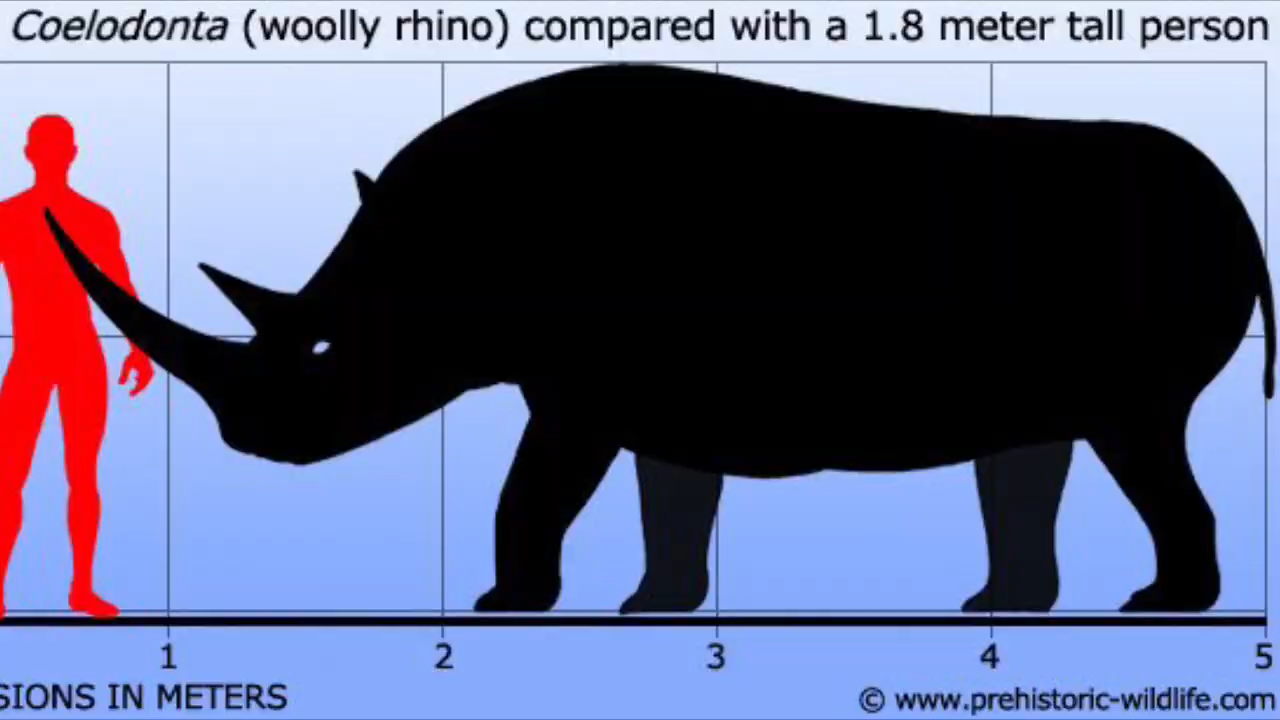 Coelodonta (woolly rhino) compared with a 1.8 meter tall person
1 2 3 4 5
SIONS IN METERS
© www.prehistoric-wildlife.com